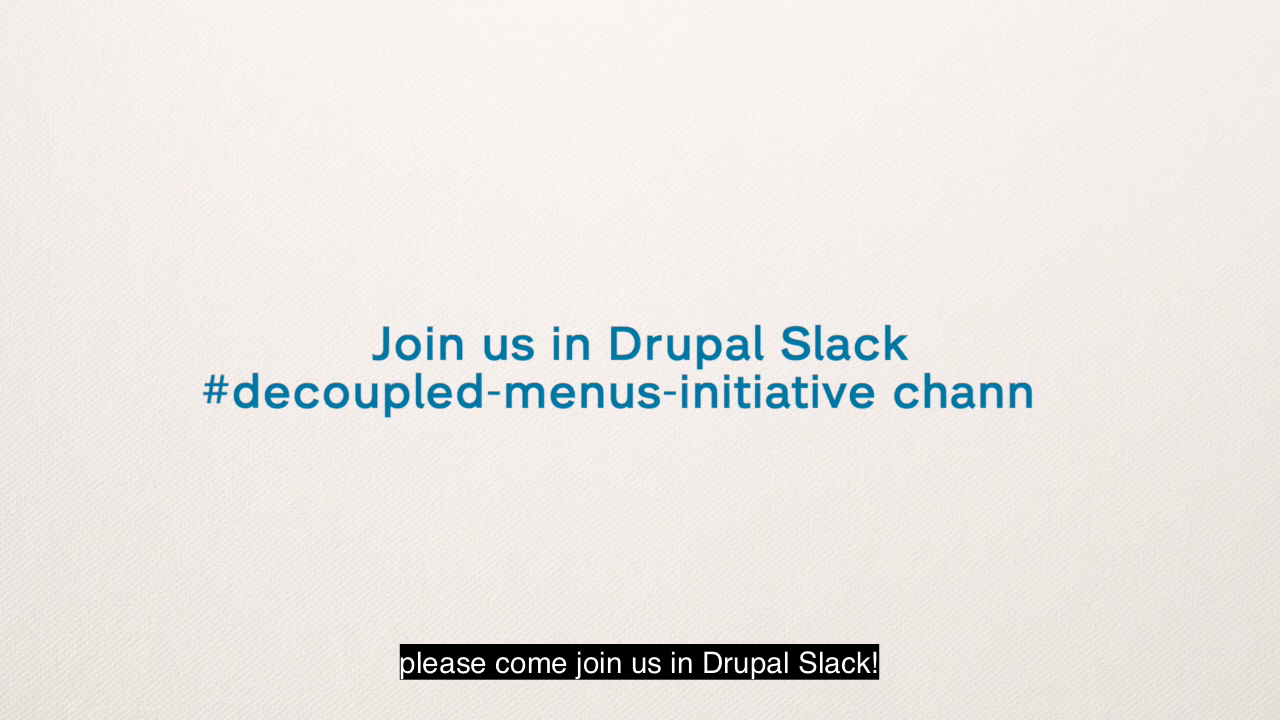 Join us in Drupal Slack
#decoupled-menus-initiative chann
please come join us in Drupal Slack!